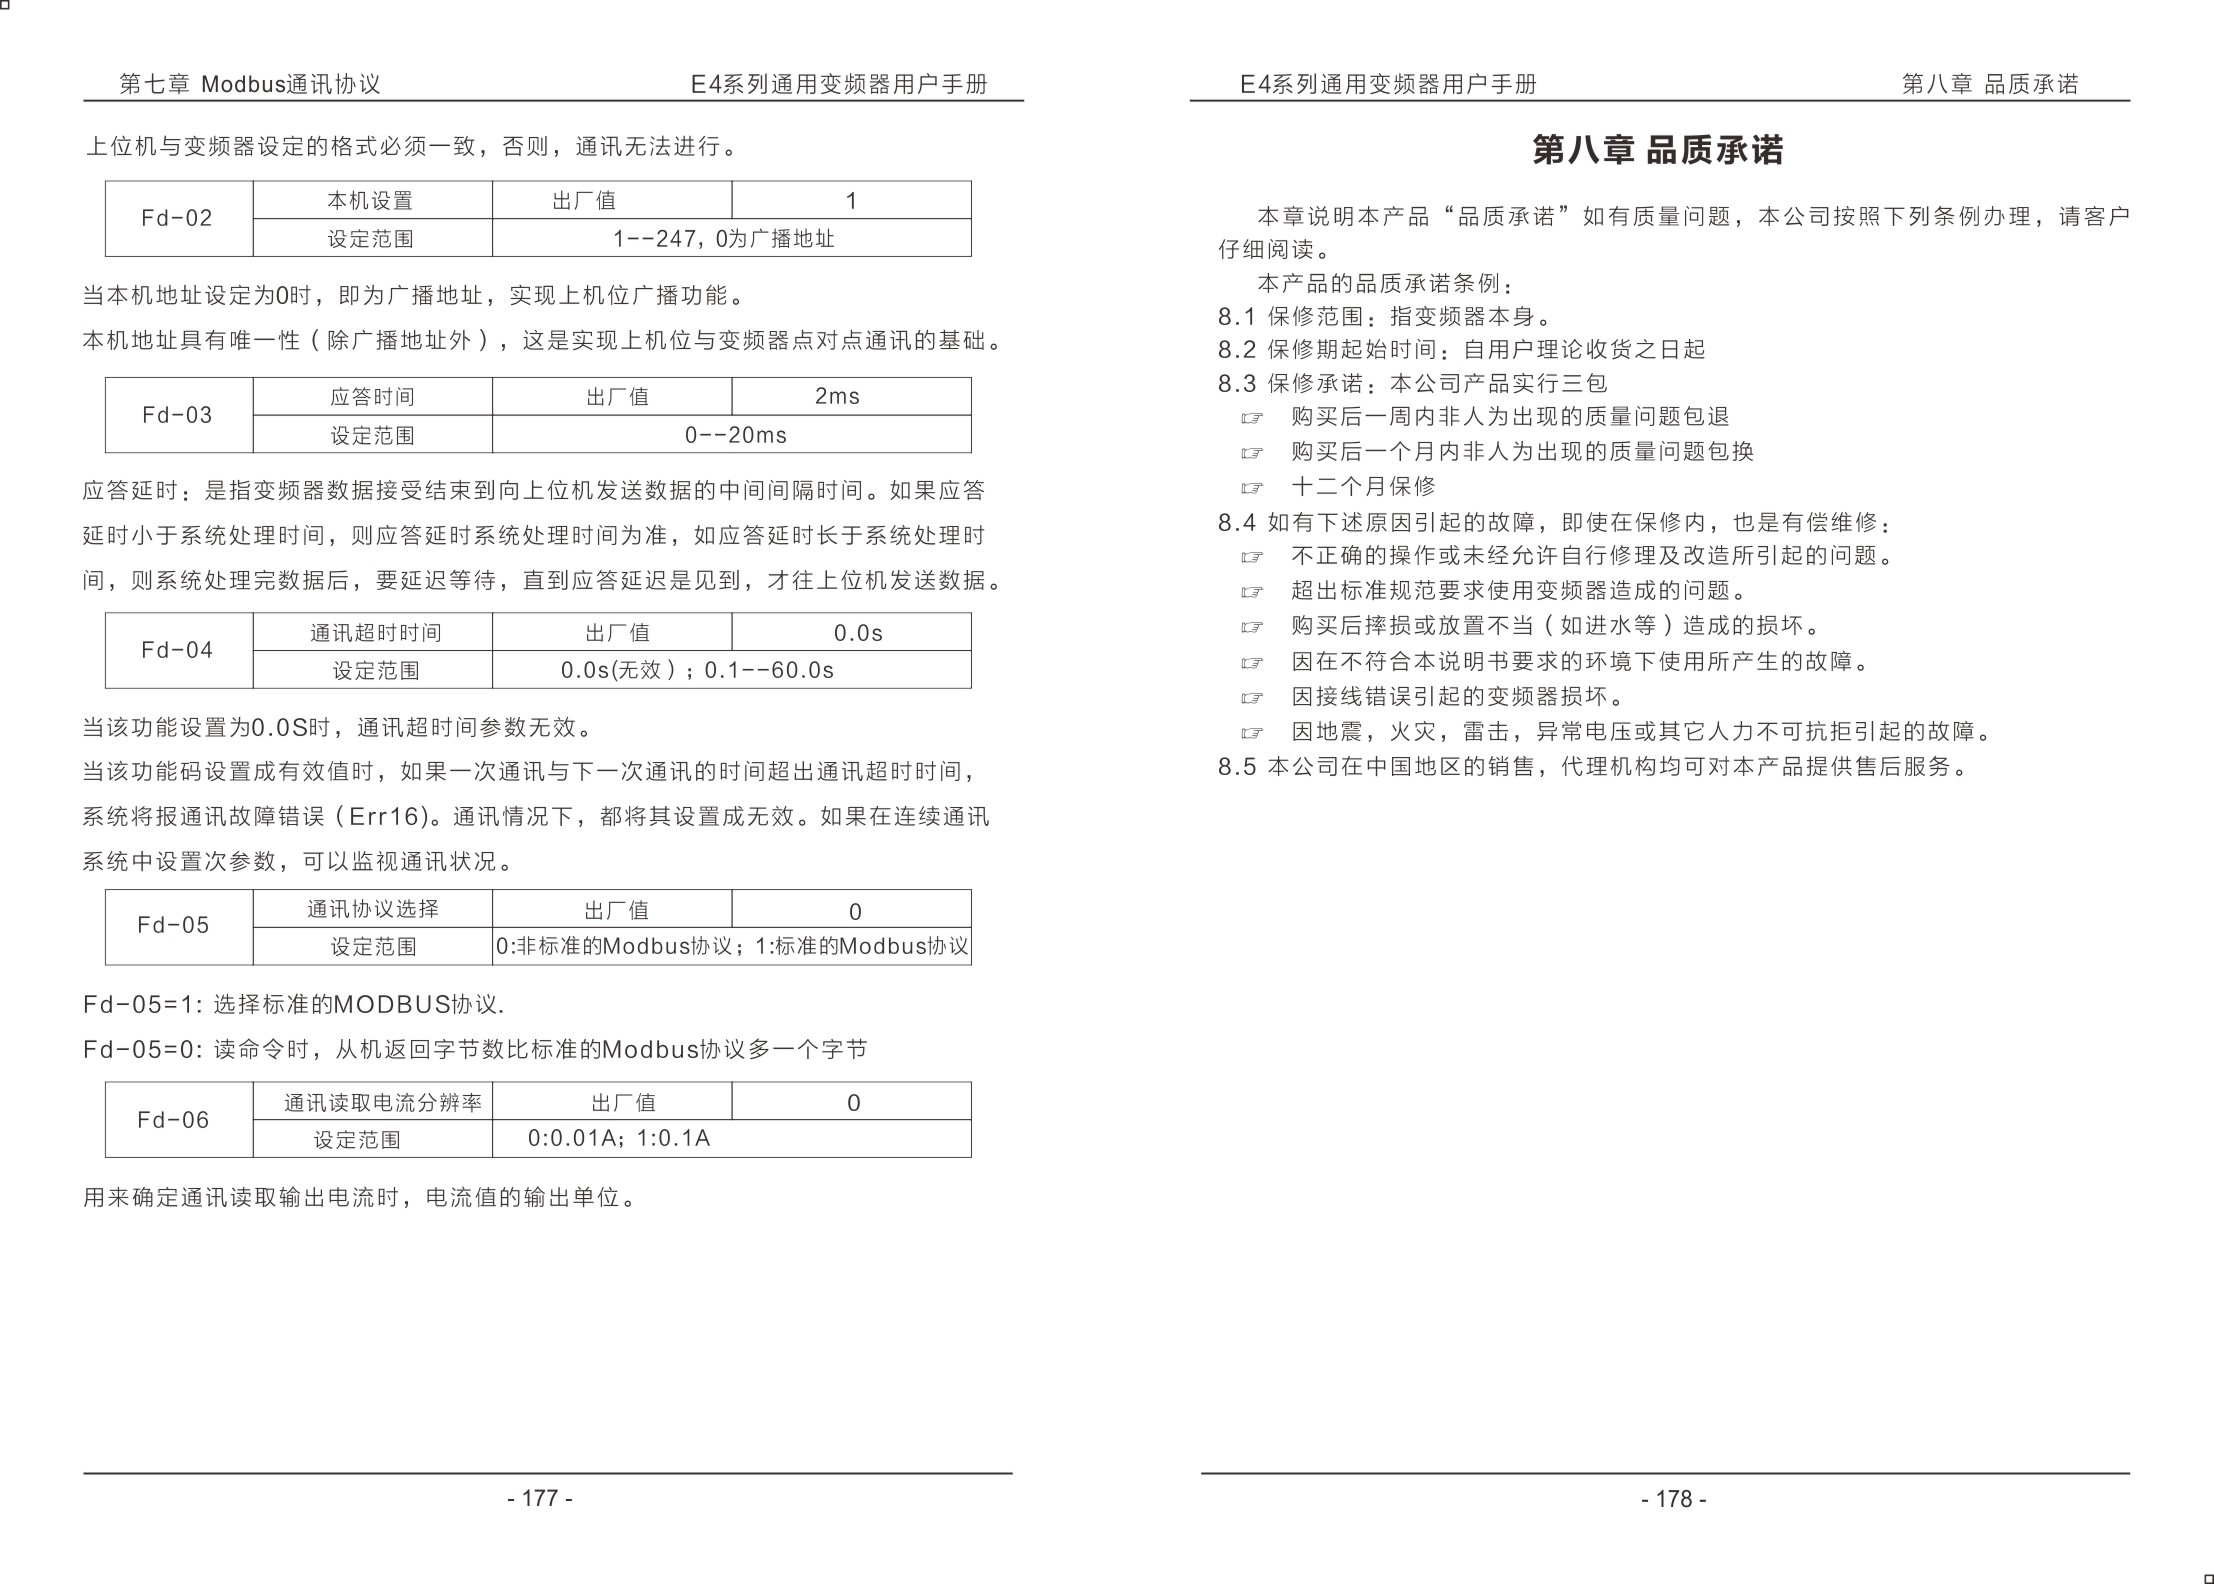 第七章 Modbus通讯协议 E4系列通用变频器用户手册
上位机与变频器设定的格式必须一致，否则，通讯无法进行。
Fd-02 本机设置 出厂值 1
设定范围 1--247，0为广播地址
当本机地址设定为0时，即为广播地址，实现上机位广播功能。
本机地址具有唯一性（除广播地址外），这是实现上机位与变频器点对点通讯的基础。
Fd-03 应答时间 出厂值 2ms
设定范围 0--20ms
应答延时：是指变频器数据接受结束到向上位机发送数据的中间间隔时间。如果应答
延时小于系统处理时间，则应答延时系统处理时间为准，如应答延时长于系统处理时
间，则系统处理完数据后，要延迟等待，直到应答延迟是见到，才往上位机发送数据。
Fd-04 通讯超时时间 出厂值 0.0s
设定范围 0.0s(无效）；0.1--60.0s
当该功能设置为0.0S时，通讯超时间参数无效。
当该功能码设置成有效值时，如果一次通讯与下一次通讯的时间超出通讯超时时间，
系统将报通讯故障错误（Err16)。通讯情况下，都将其设置成无效。如果在连续通讯
系统中设置次参数，可以监视通讯状况。
Fd-05 通讯协议选择 出厂值 0
设定范围 0:非标准的Modbus协议；1:标准的Modbus协议
Fd-05=1: 选择标准的MODBUS协议.
Fd-05=0: 读命令时，从机返回字节数比标准的Modbus协议多一个字节
Fd-06 通讯读取电流分辨率 出厂值 0
设定范围 0:0.01A; 1:0.1A
用来确定通讯读取输出电流时，电流值的输出单位。
- 177 -
E4系列通用变频器用户手册 第八章 品质承诺
第八章 品质承诺
本章说明本产品“品质承诺”如有质量问题，本公司按照下列条例办理，请客户
仔细阅读。
本产品的品质承诺条例：
8.1 保修范围：指变频器本身。
8.2 保修期起始时间：自用户理论收货之日起
8.3 保修承诺：本公司产品实行三包
☞ 购买后一周内非人为出现的质量问题包退
☞ 购买后一个月内非人为出现的质量问题包换
☞ 十二个月保修
8.4 如有下述原因引起的故障，即使在保修内，也是有偿维修：
☞ 不正确的操作或未经允许自行修理及改造所引起的问题。
☞ 超出标准规范要求使用变频器造成的问题。
☞ 购买后摔损或放置不当（如进水等）造成的损坏。
☞ 因在不符合本说明书要求的环境下使用所产生的故障。
☞ 因接线错误引起的变频器损坏。
☞ 因地震，火灾，雷击，异常电压或其它人力不可抗拒引起的故障。
8.5 本公司在中国地区的销售，代理机构均可对本产品提供售后服务。
- 178 -